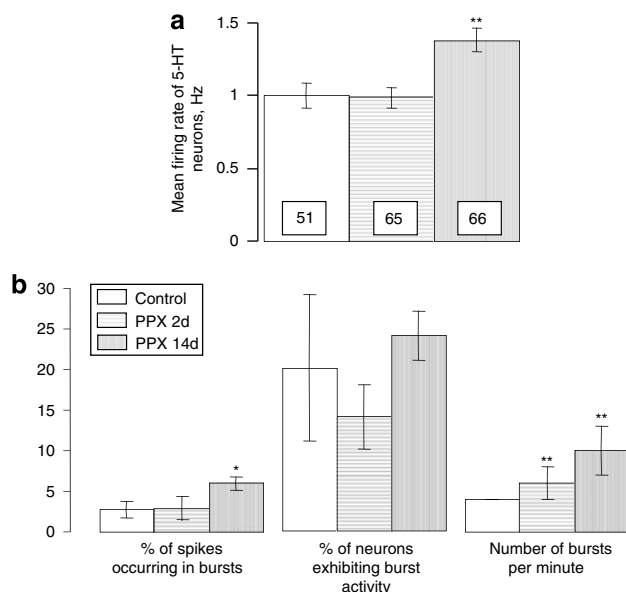 a
Mean firing rate of 5-HT
neurons, Hz
1.5
1
0.5
0
**
51
65
66
b
30
25
20
15
10
5
0
Control
PPX 2d
PPX 14d
*
**
**
% of spikes
occurring in bursts
% of neurons
exhibiting burst
activity
Number of bursts
per minute